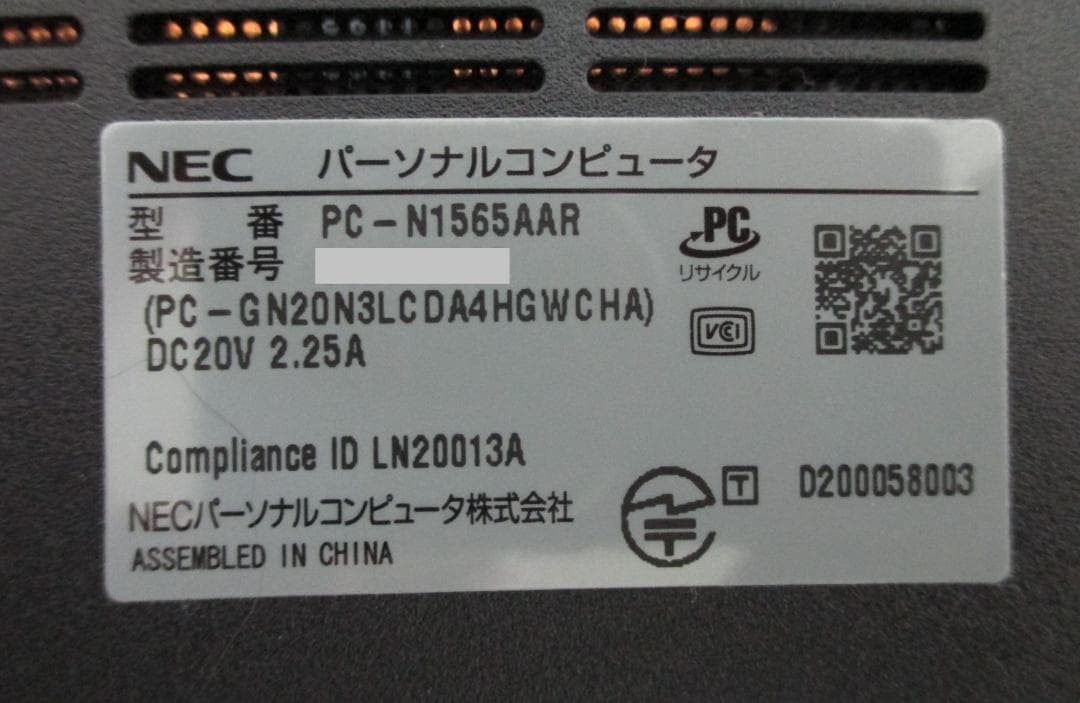 NEC パーソナルコンピュータ
型番 PC-N1565AAR
製造番号
(PC-GN20N3LCDA4HGWCHA)
DC20V 2.25A
PC
リサイクル
VCCI
Compliance ID LN20013A
NECパーソナルコンピュータ株式会社
ASSEMBLED IN CHINA
T D200058003